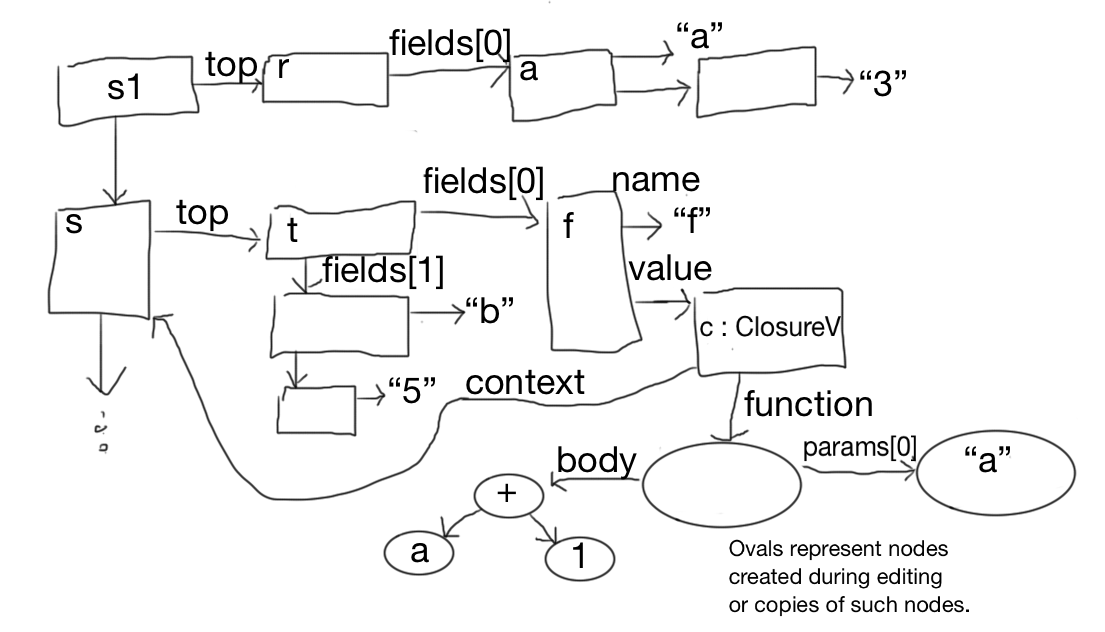 s1
top
r
fields[0]
a
“a”
“3”
s
top
t
fields[0]
f
name
“f”
value
fields[1]
“b”
“5”
c : ClosureV
context
function
params[0]
“a”
body
+
a
1
Ovals represent nodes
created during editing
or copies of such nodes.